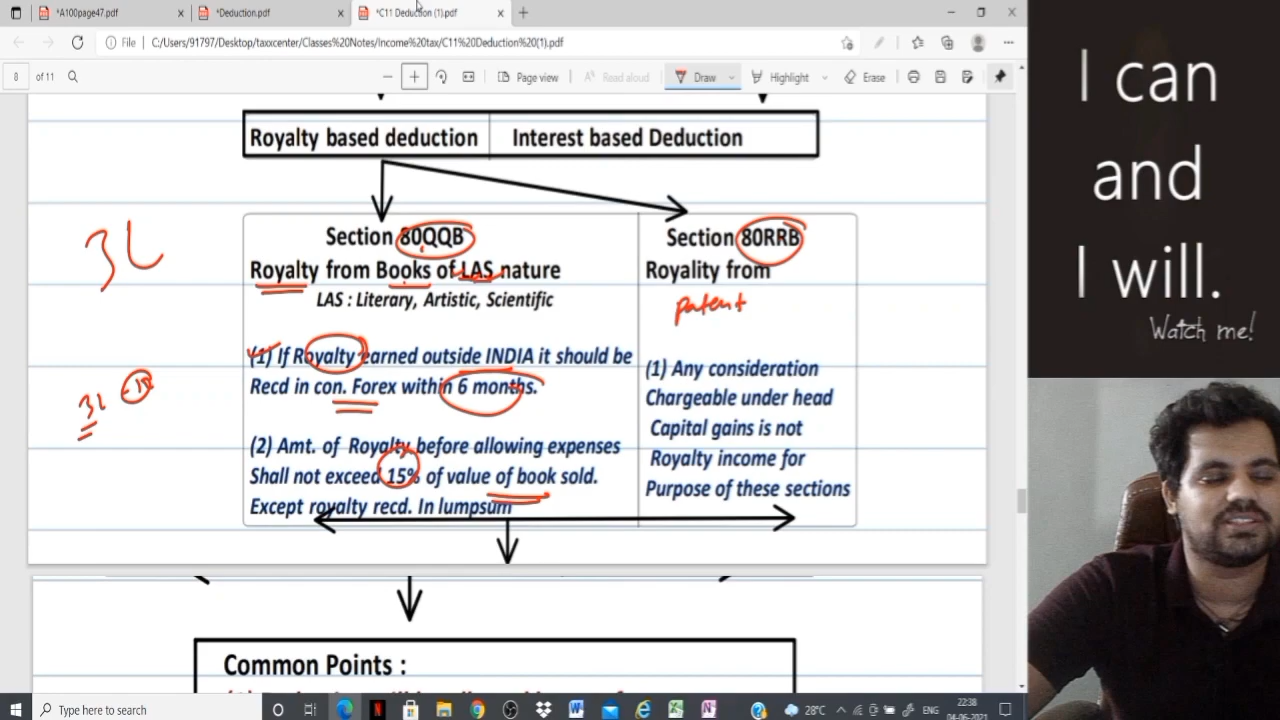 *A100page47.pdf
*Deduction.pdf
*C11 Deduction (1).pdf
File
C:/Users/91797/Desktop/taxxcenter/Classes%20Notes/Income%20tax/C11%20Deduction%20(1).pdf
8 of 11
Page view
Read aloud
Draw
Highlight
Erase
Royalty based deduction
Interest based Deduction
Section 80QQB
Royalty from Books of LAS nature
LAS : Literary, Artistic, Scientific
(1) If Royalty earned outside INDIA it should be
Recd in con. Forex within 6 months.
(2) Amt. of Royalty before allowing expenses
Shall not exceed 15% of value of book sold.
Except royalty recd. In lumpsum
Section 80RRB
Royality from
patent
(1) Any consideration
Chargeable under head
Capital gains is not
Royalty income for
Purpose of these sections
3L
3L
Common Points :
I can
and
I will.
Watch me!
Type here to search
28°C
ENG
22:38
04-06-2021